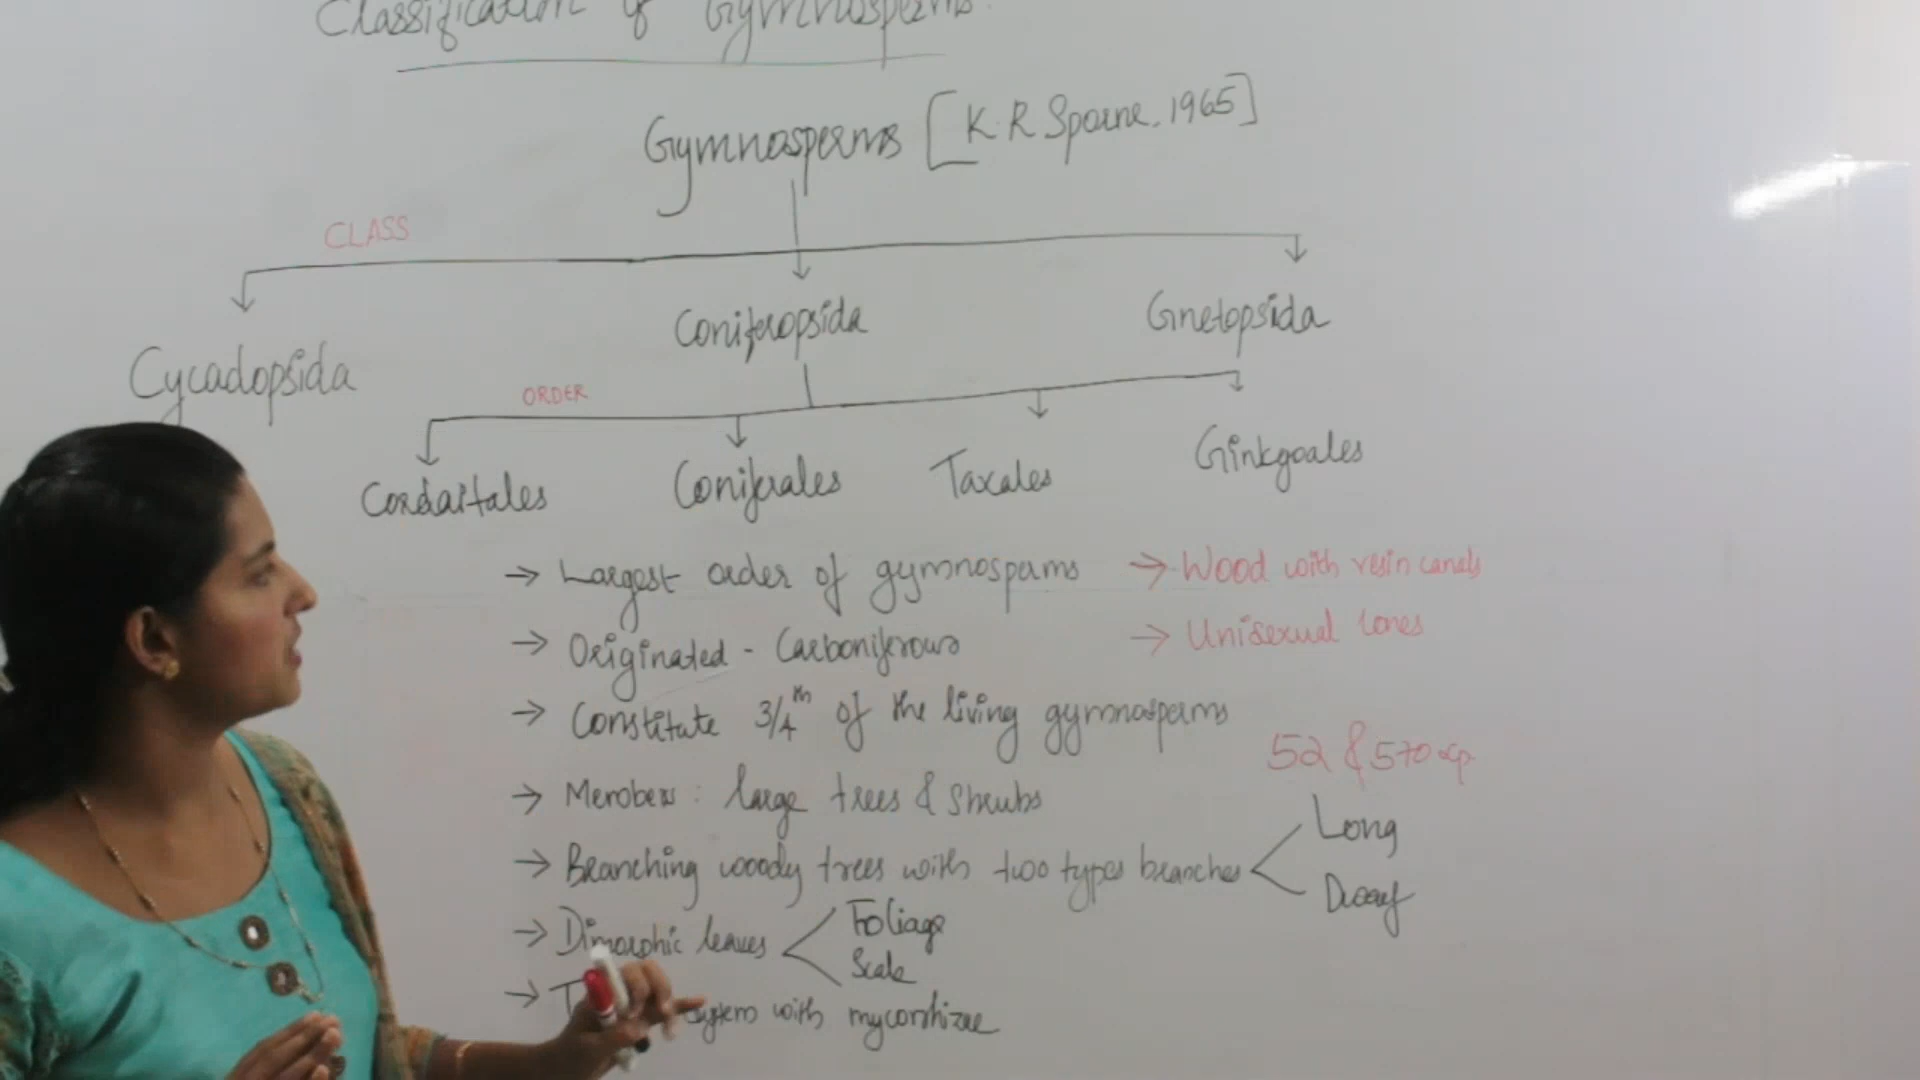 Classification of Gymnosperms.
Gymnosperms [K.R Sporne, 1965]
CLASS
Cycadopsida
Coniferopsida
Gnetopsida
ORDER
Cordaitales
Coniferales
Taxales
Ginkgoales
→ Largest order of gymnosperms
→ Wood with resin canals
→ Originated - Carboniferous
→ Unisexual cones
→ Constitute 3/4th of the living gymnosperms
52 & 570 sp.
→ Members: large trees & shrubs
→ Branching woody trees with two types branches
Long
Dwarf
→ Dimorphic leaves
Foliage
Scale
→ system with mycorrhizae